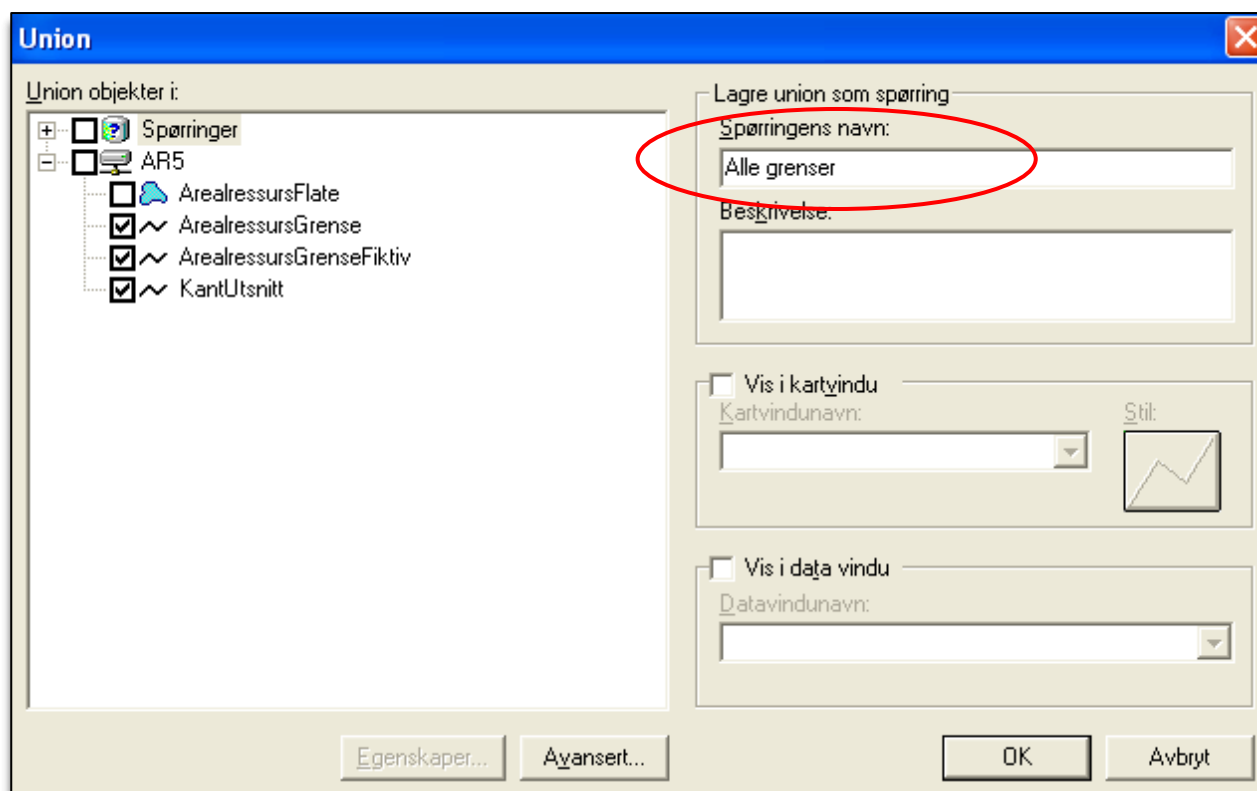 Union
Union objekter i:
Spørringer
AR5
ArealressursFlate
ArealressursGrense
ArealressursGrenseFiktiv
KantUtsnitt
Egenskaper...
Avansert...
Lagre union som spørring
Spørringens navn:
Alle grenser
Beskrivelse:
Vis i kartvindu
Kartvindunavn:
Stil:
Vis i data vindu
Datavindunavn:
OK
Avbryt